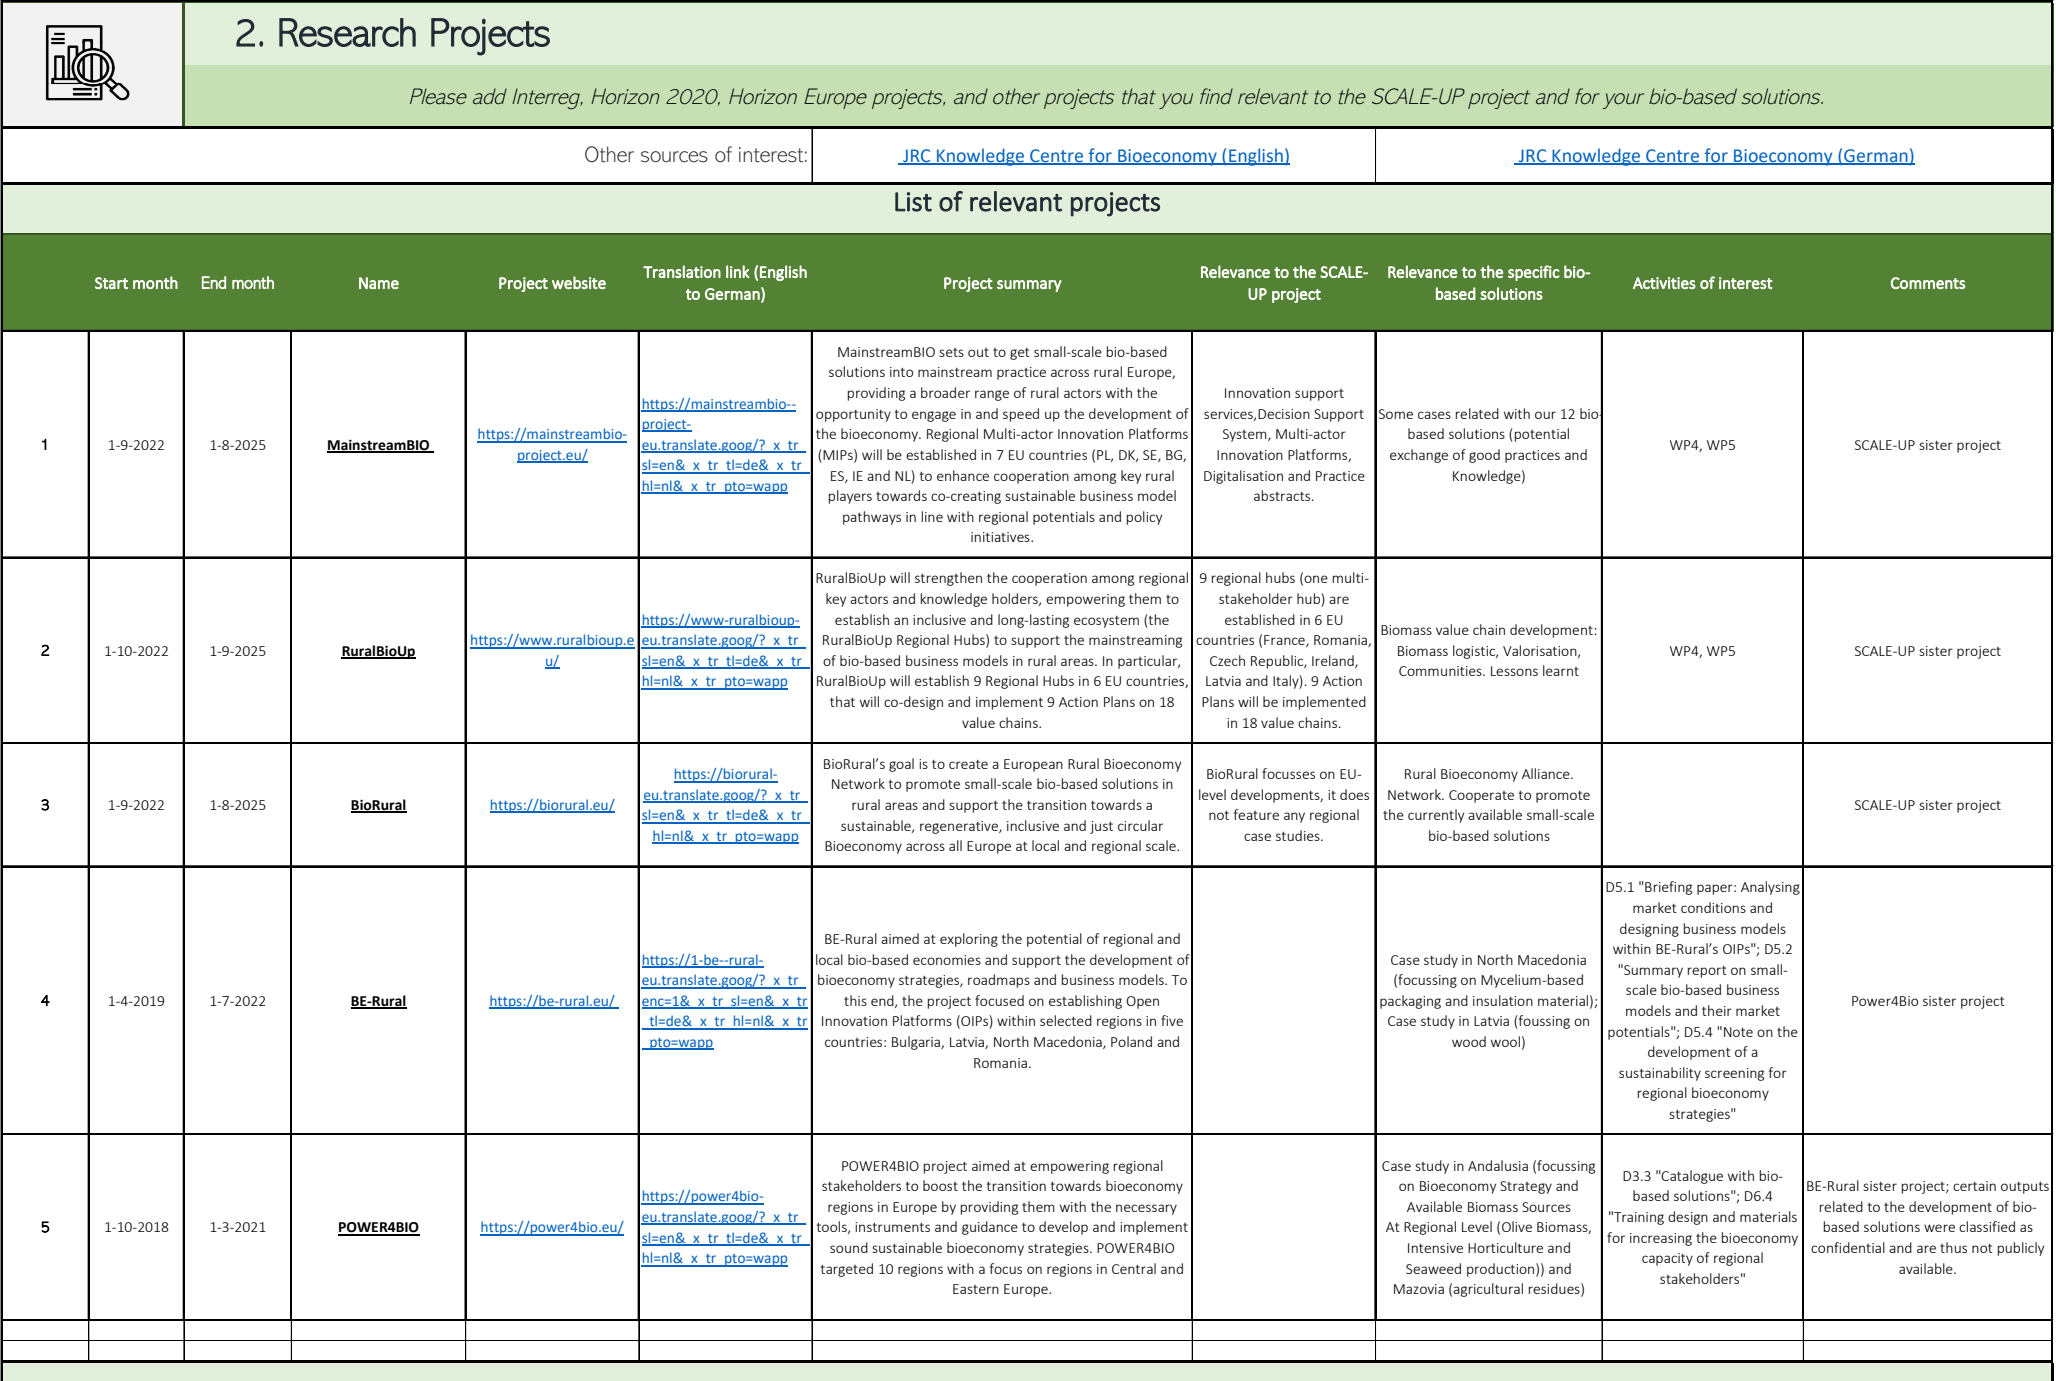 2. Research Projects
Please add Interreg, Horizon 2020, Horizon Europe projects, and other projects that you find relevant to the SCALE-UP project and for your bio-based solutions.
Other sources of interest:
JRC Knowledge Centre for Bioeconomy (English)
JRC Knowledge Centre for Bioeconomy (German)
List of relevant projects
Start month
End month
Name
Project website
Translation link (English
to German)
Project summary
Relevance to the SCALE-
UP project
Relevance to the specific bio-
based solutions
Activities of interest
Comments
1
1-9-2022
1-8-2025
MainstreamBIO
https://mainstreambio-
project.eu/
https://mainstreambio--
project-
eu.translate.goog/?_x_tr_
sl=en&_x_tr_tl=de&_x_tr_
hl=nl&_x_tr_pto=wapp
MainstreamBIO sets out to get small-scale bio-based
solutions into mainstream practice across rural Europe,
providing a broader range of rural actors with the
opportunity to engage in and speed up the development of
the bioeconomy. Regional Multi-actor Innovation Platforms
(MIPs) will be established in 7 EU countries (PL, DK, SE, BG,
ES, IE and NL) to enhance cooperation among key rural
players towards co-creating sustainable business model
pathways in line with regional potentials and policy
initiatives.
Innovation support
services,Decision Support
System, Multi-actor
Innovation Platforms,
Digitalisation and Practice
abstracts.
Some cases related with our 12 bio-
based solutions (potential
exchange of good practices and
Knowledge)
WP4, WP5
SCALE-UP sister project
2
1-10-2022
1-9-2025
RuralBioUp
https://www.ruralbioup.e
u/
https://www-ruralbioup-
eu.translate.goog/?_x_tr_
sl=en&_x_tr_tl=de&_x_tr_
hl=nl&_x_tr_pto=wapp
RuralBioUp will strengthen the cooperation among regional
key actors and knowledge holders, empowering them to
establish an inclusive and long-lasting ecosystem (the
RuralBioUp Regional Hubs) to support the mainstreaming
of bio-based business models in rural areas. In particular,
RuralBioUp will establish 9 Regional Hubs in 6 EU countries,
that will co-design and implement 9 Action Plans on 18
value chains.
9 regional hubs (one multi-
stakeholder hub) are
established in 6 EU
countries (France, Romania,
Czech Republic, Ireland,
Latvia and Italy). 9 Action
Plans will be implemented
in 18 value chains.
Biomass value chain development:
Biomass logistic, Valorisation,
Communities. Lessons learnt
WP4, WP5
SCALE-UP sister project
3
1-9-2022
1-8-2025
BioRural
https://biorural.eu/
https://biorural-
eu.translate.goog/?_x_tr_
sl=en&_x_tr_tl=de&_x_tr_
hl=nl&_x_tr_pto=wapp
BioRural’s goal is to create a European Rural Bioeconomy
Network to promote small-scale bio-based solutions in
rural areas and support the transition towards a
sustainable, regenerative, inclusive and just circular
Bioeconomy across all Europe at local and regional scale.
BioRural focusses on EU-
level developments, it does
not feature any regional
case studies.
Rural Bioeconomy Alliance.
Network. Cooperate to promote
the currently available small-scale
bio-based solutions
SCALE-UP sister project
4
1-4-2019
1-7-2022
BE-Rural
https://be-rural.eu/
https://1-be--rural-
eu.translate.goog/?_x_tr_
enc=1&_x_tr_sl=en&_x_tr
_tl=de&_x_tr_hl=nl&_x_tr
_pto=wapp
BE-Rural aimed at exploring the potential of regional and
local bio-based economies and support the development of
bioeconomy strategies, roadmaps and business models. To
this end, the project focused on establishing Open
Innovation Platforms (OIPs) within selected regions in five
countries: Bulgaria, Latvia, North Macedonia, Poland and
Romania.
Case study in North Macedonia
(focussing on Mycelium-based
packaging and insulation material);
Case study in Latvia (foussing on
wood wool)
D5.1 "Briefing paper: Analysing
market conditions and
designing business models
within BE-Rural’s OIPs"; D5.2
"Summary report on small-
scale bio-based business
models and their market
potentials"; D5.4 "Note on the
development of a
sustainability screening for
regional bioeconomy
strategies"
Power4Bio sister project
5
1-10-2018
1-3-2021
POWER4BIO
https://power4bio.eu/
https://power4bio-
eu.translate.goog/?_x_tr_
sl=en&_x_tr_tl=de&_x_tr_
hl=nl&_x_tr_pto=wapp
POWER4BIO project aimed at empowering regional
stakeholders to boost the transition towards bioeconomy
regions in Europe by providing them with the necessary
tools, instruments and guidance to develop and implement
sound sustainable bioeconomy strategies. POWER4BIO
targeted 10 regions with a focus on regions in Central and
Eastern Europe.
Case study in Andalusia (focussing
on Bioeconomy Strategy and
Available Biomass Sources
At Regional Level (Olive Biomass,
Intensive Horticulture and
Seaweed production)) and
Mazovia (agricultural residues)
D3.3 "Catalogue with bio-
based solutions"; D6.4
"Training design and materials
for increasing the bioeconomy
capacity of regional
stakeholders"
BE-Rural sister project; certain outputs
related to the development of bio-
based solutions were classified as
confidential and are thus not publicly
available.